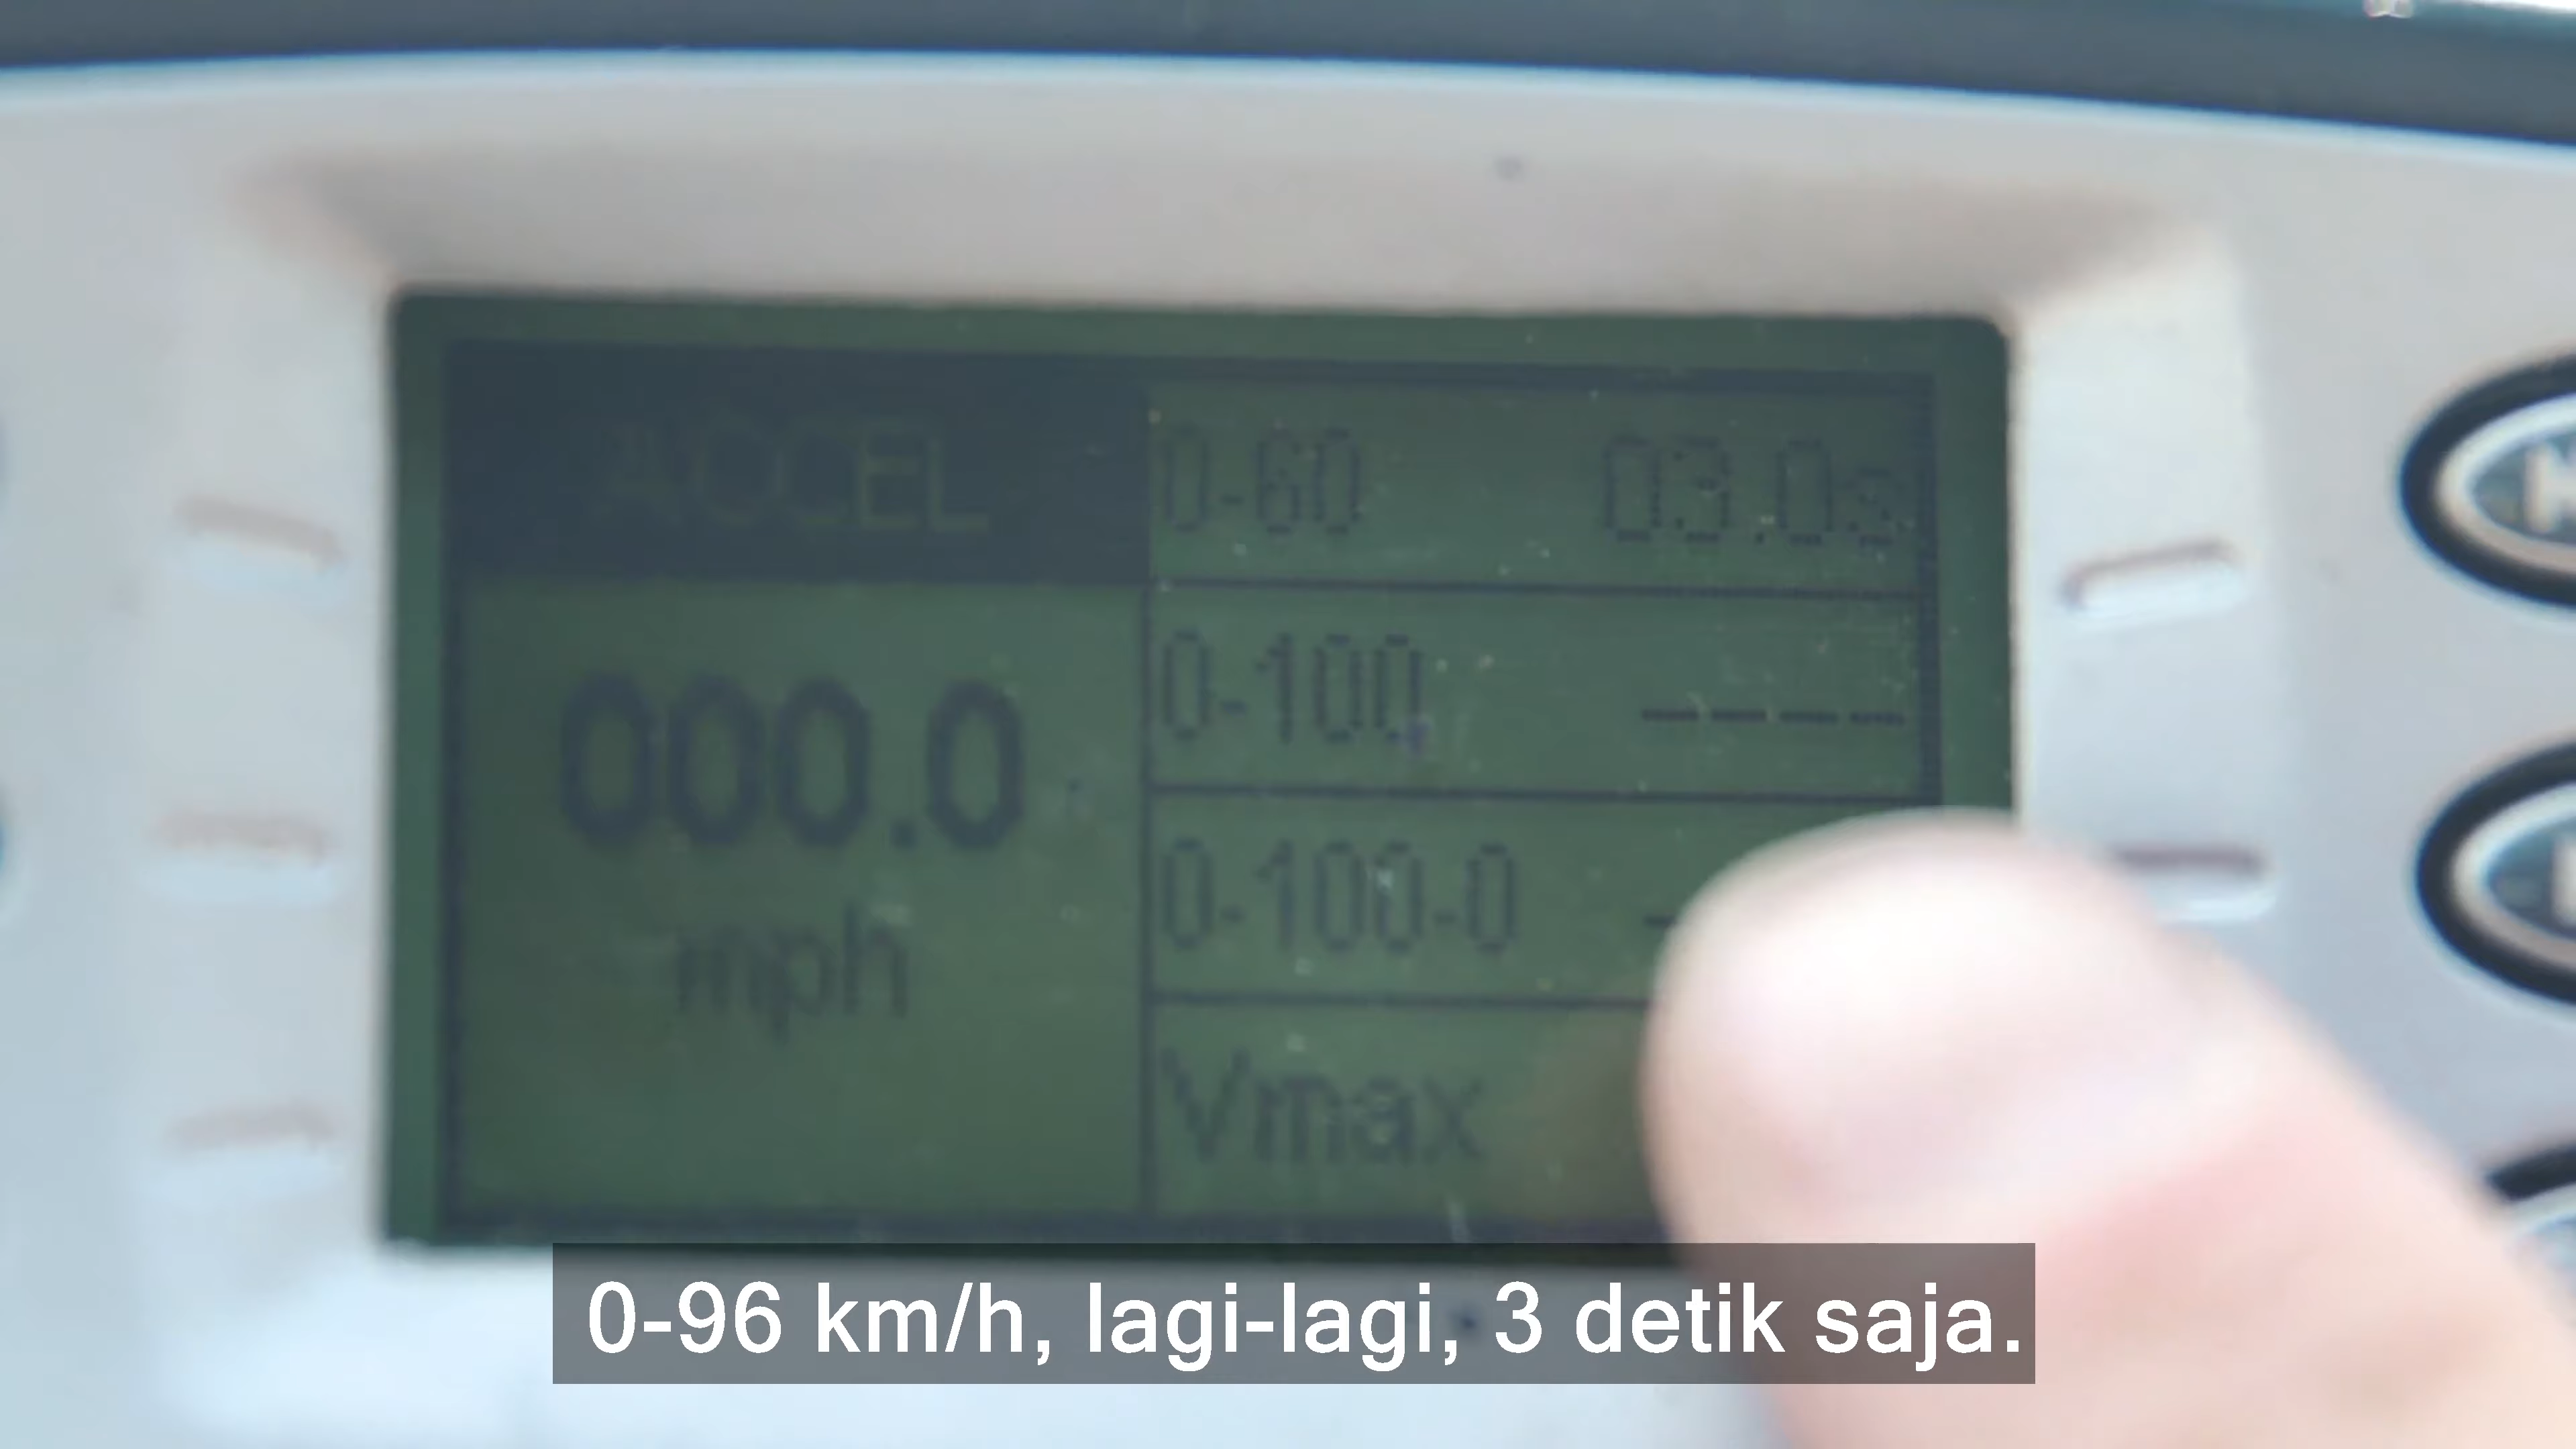 ACCEL
0-60 03.0s
000.0
mph
0-100 ----
0-100-0
Vmax
0-96 km/h, lagi-lagi, 3 detik saja.